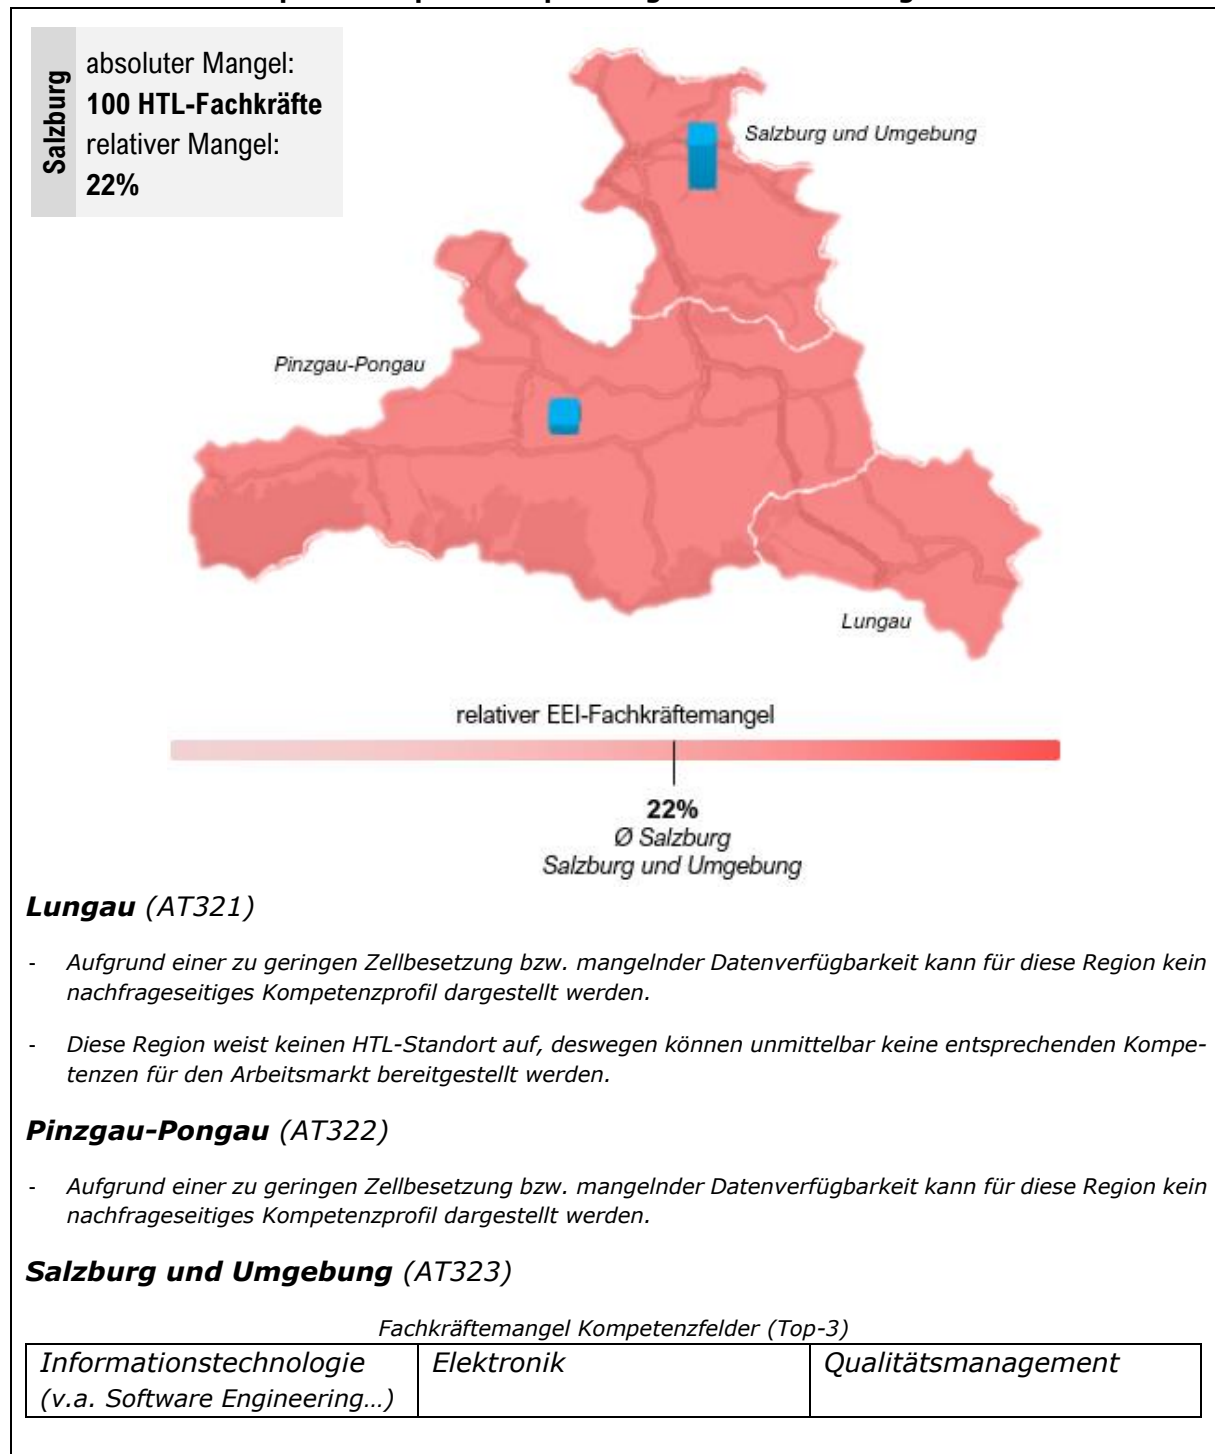 Salzburg
absoluter Mangel:
100 HTL-Fachkräfte
relativer Mangel:
22%
Salzburg und Umgebung
Pinzgau-Pongau
Lungau
relativer EEI-Fachkräftemangel
22%
Ø Salzburg
Salzburg und Umgebung
Lungau (AT321)
- Aufgrund einer zu geringen Zellbesetzung bzw. mangelnder Datenverfügbarkeit kann für diese Region kein
nachfrageseitiges Kompetenzprofil dargestellt werden.
- Diese Region weist keinen HTL-Standort auf, deswegen können unmittelbar keine entsprechenden Kompe-
tenzen für den Arbeitsmarkt bereitgestellt werden.
Pinzgau-Pongau (AT322)
- Aufgrund einer zu geringen Zellbesetzung bzw. mangelnder Datenverfügbarkeit kann für diese Region kein
nachfrageseitiges Kompetenzprofil dargestellt werden.
Salzburg und Umgebung (AT323)
Fachkräftemangel Kompetenzfelder (Top-3)
Informationstechnologie
(v.a. Software Engineering…)
Elektronik
Qualitätsmanagement